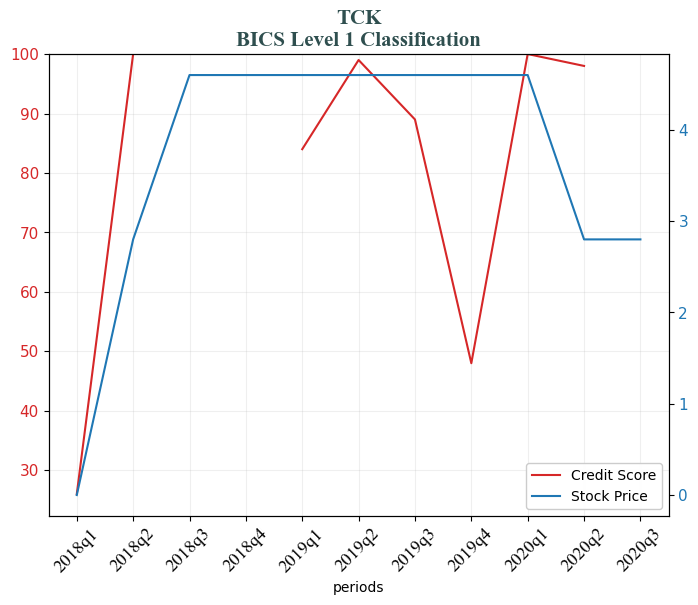 TCK
BICS Level 1 Classification
100
90
80
70
60
50
40
30
4
3
2
1
0
Credit Score
Stock Price
2018q1
2018q2
2018q3
2018q4
2019q1
2019q2
2019q3
2019q4
2020q1
2020q2
2020q3
periods